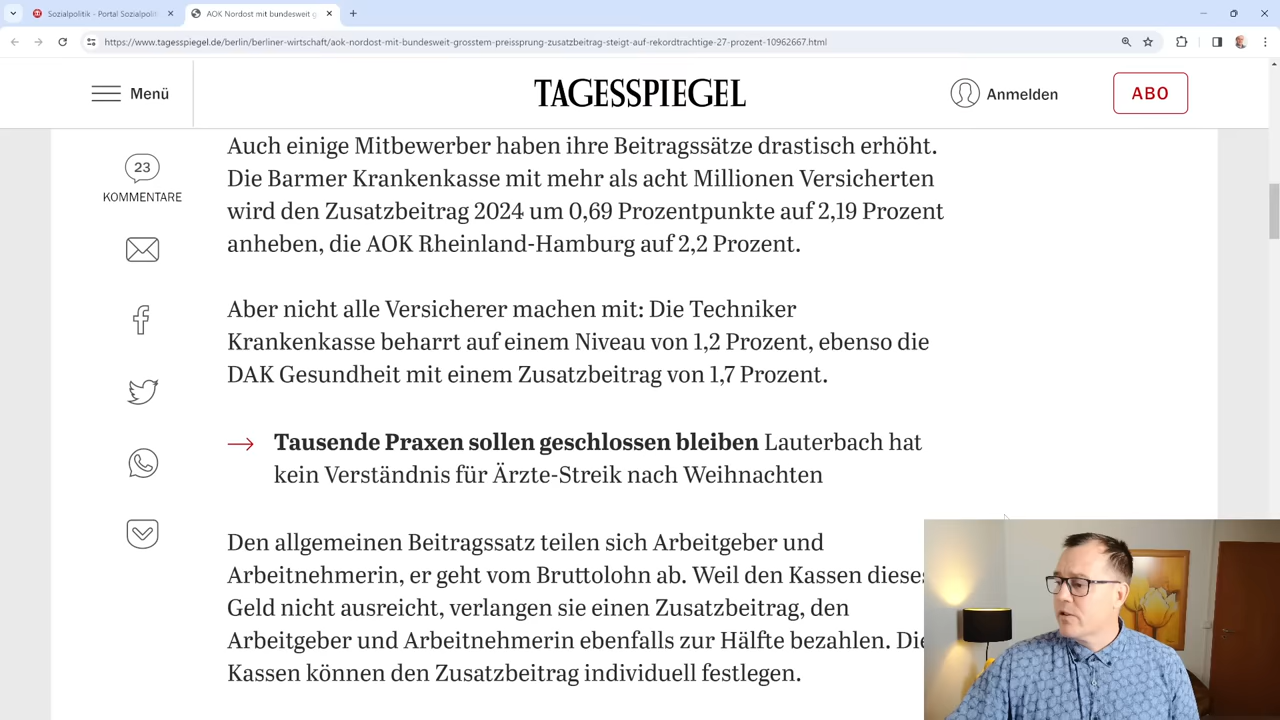 Sozialpolitik - Portal Sozialpolit
AOK Nordost mit bundesweit g
https://www.tagesspiegel.de/berlin/berliner-wirtschaft/aok-nordost-mit-bundesweit-grosstem-preissprung-zusatzbeitrag-steigt-auf-rekordtrachtige-27-prozent-10962667.html
Menü
TAGESSPIEGEL
Anmelden
ABO
23
KOMMENTARE
Auch einige Mitbewerber haben ihre Beitragssätze drastisch erhöht.
Die Barmer Krankenkasse mit mehr als acht Millionen Versicherten
wird den Zusatzbeitrag 2024 um 0,69 Prozentpunkte auf 2,19 Prozent
anheben, die AOK Rheinland-Hamburg auf 2,2 Prozent.
Aber nicht alle Versicherer machen mit: Die Techniker
Krankenkasse beharrt auf einem Niveau von 1,2 Prozent, ebenso die
DAK Gesundheit mit einem Zusatzbeitrag von 1,7 Prozent.
Tausende Praxen sollen geschlossen bleiben Lauterbach hat
kein Verständnis für Ärzte-Streik nach Weihnachten
Den allgemeinen Beitragssatz teilen sich Arbeitgeber und
Arbeitnehmerin, er geht vom Bruttolohn ab. Weil den Kassen dieses
Geld nicht ausreicht, verlangen sie einen Zusatzbeitrag, den
Arbeitgeber und Arbeitnehmerin ebenfalls zur Hälfte bezahlen. Die
Kassen können den Zusatzbeitrag individuell festlegen.